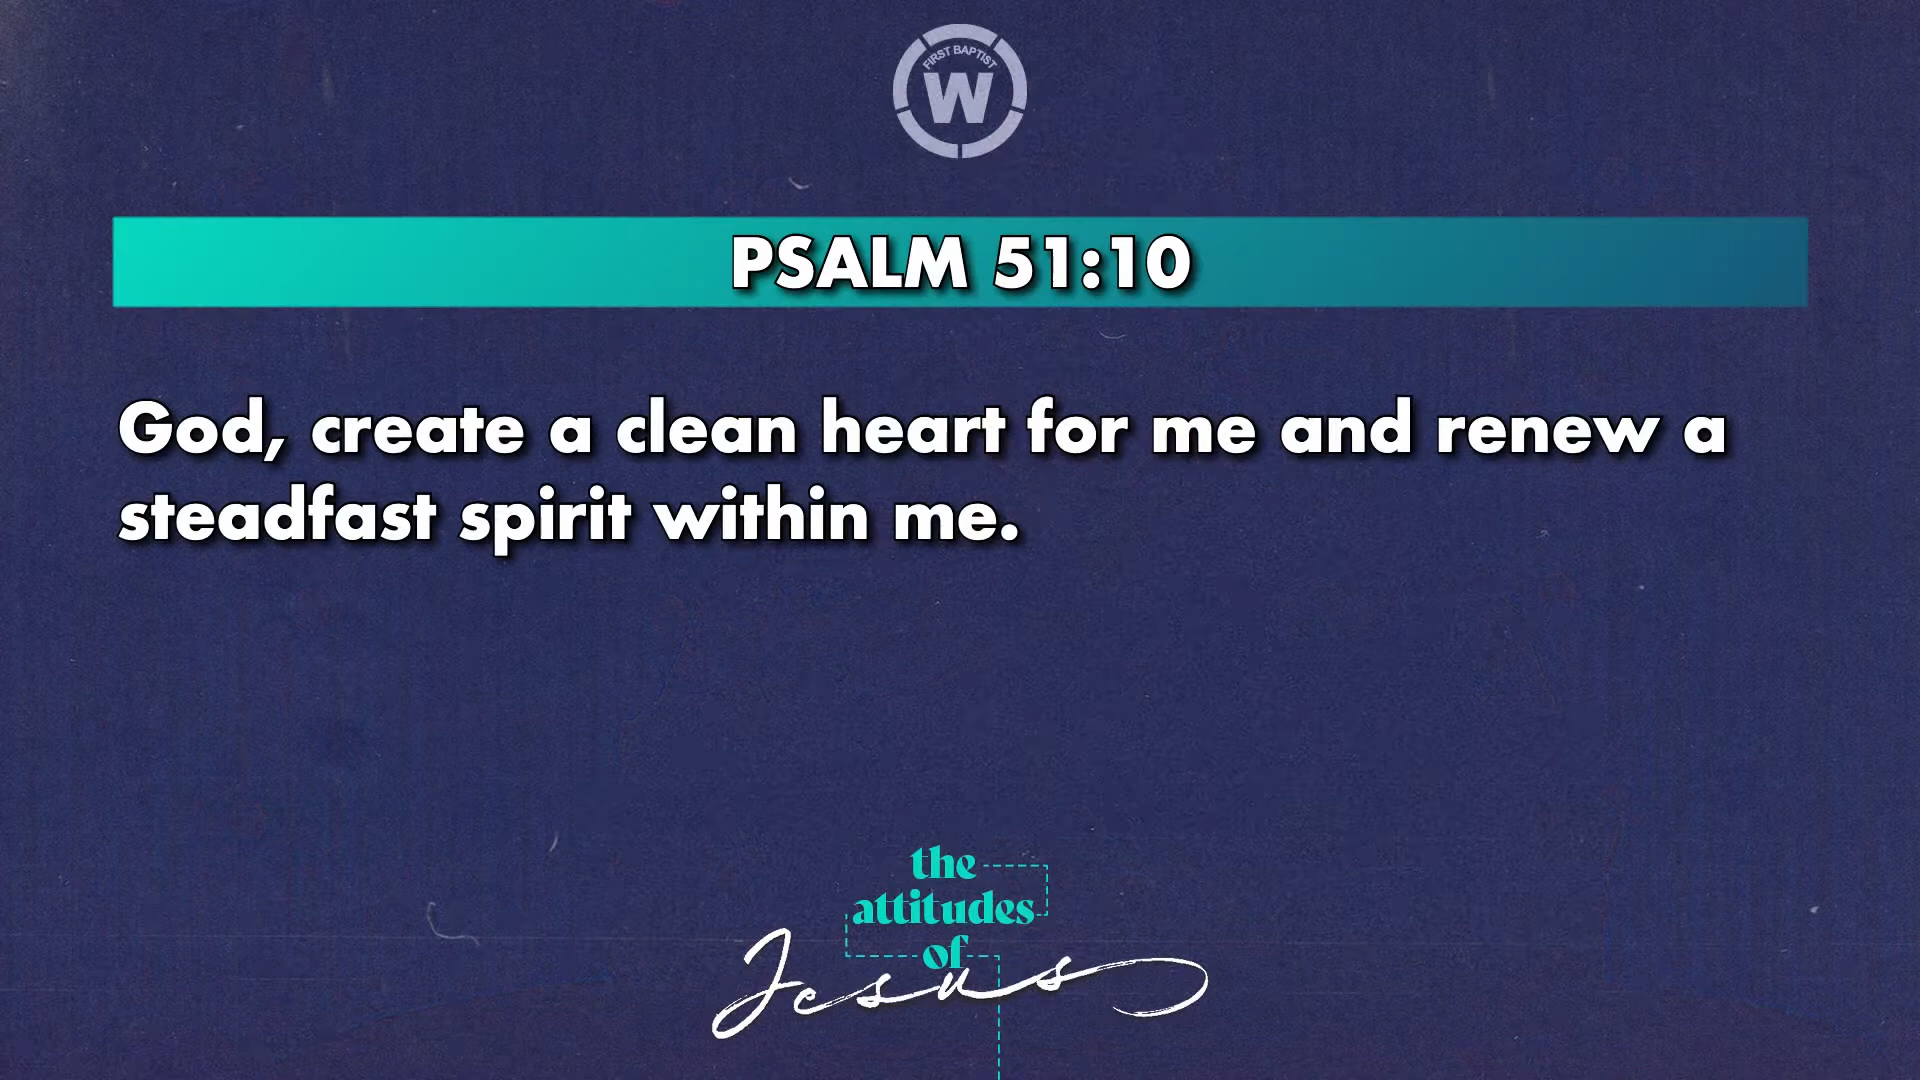 FIRST BAPTIST
W
PSALM 51:10
God, create a clean heart for me and renew a
steadfast spirit within me.
the
attitudes
of
Jesus